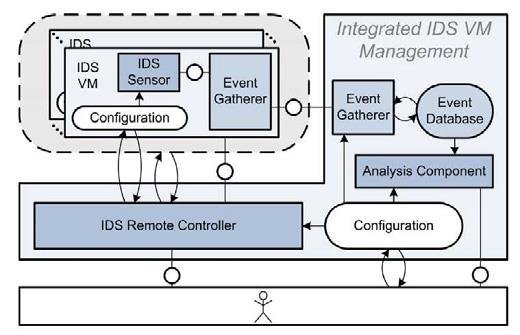 Integrated IDS VM
Management
IDS
IDS
VM
IDS
Sensor
Event
Gatherer
Configuration
Event
Gatherer
Event
Database
Analysis Component
IDS Remote Controller
Configuration